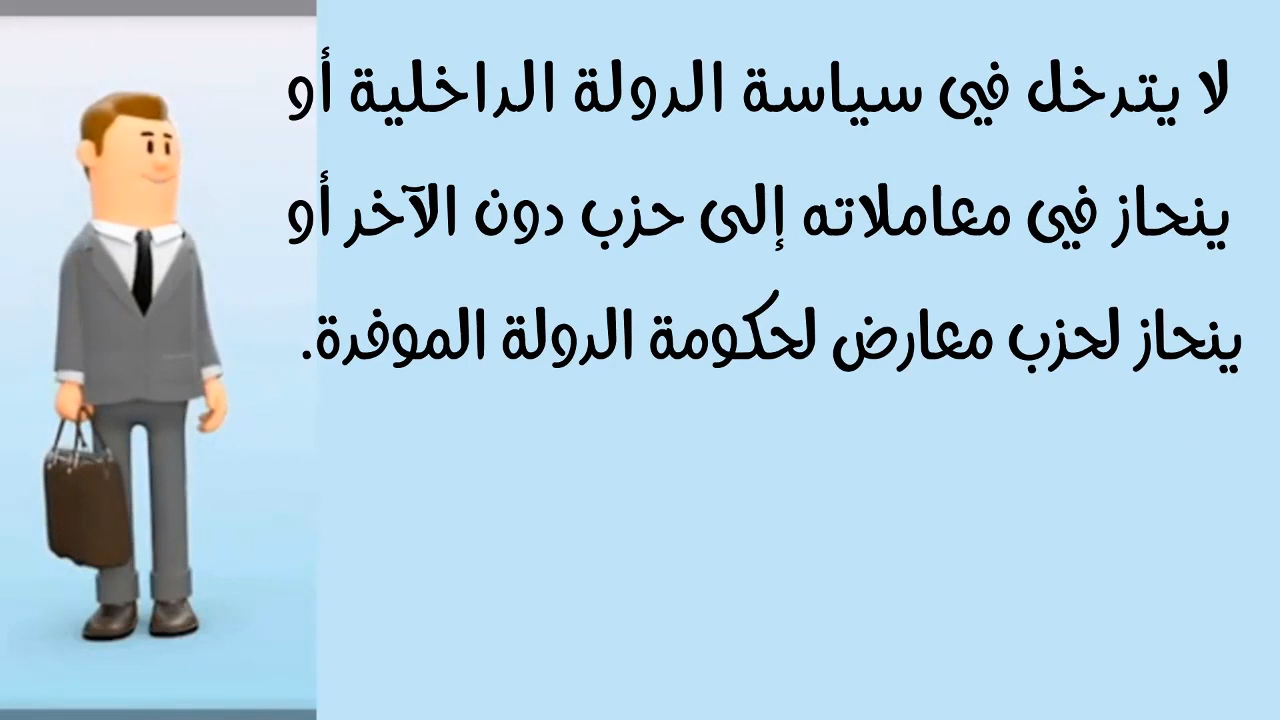 لا يتدخل في سياسة الدولة الداخلية أو
ينحاز في معاملاته إلى حزب دون الآخر أو
ينحاز لحزب معارض لحكومة الدولة الموفدة.